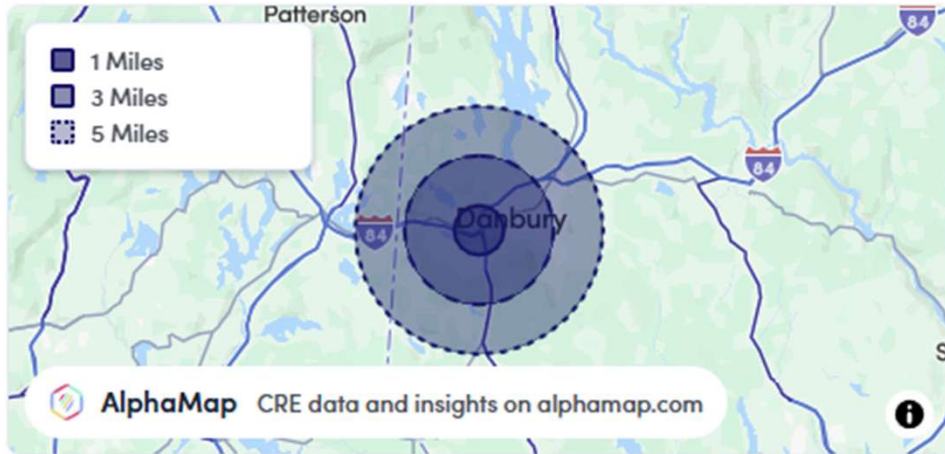 Patterson
84
1 Miles
3 Miles
5 Miles
84
Danbury
84
AlphaMap CRE data and insights on alphamap.com
S